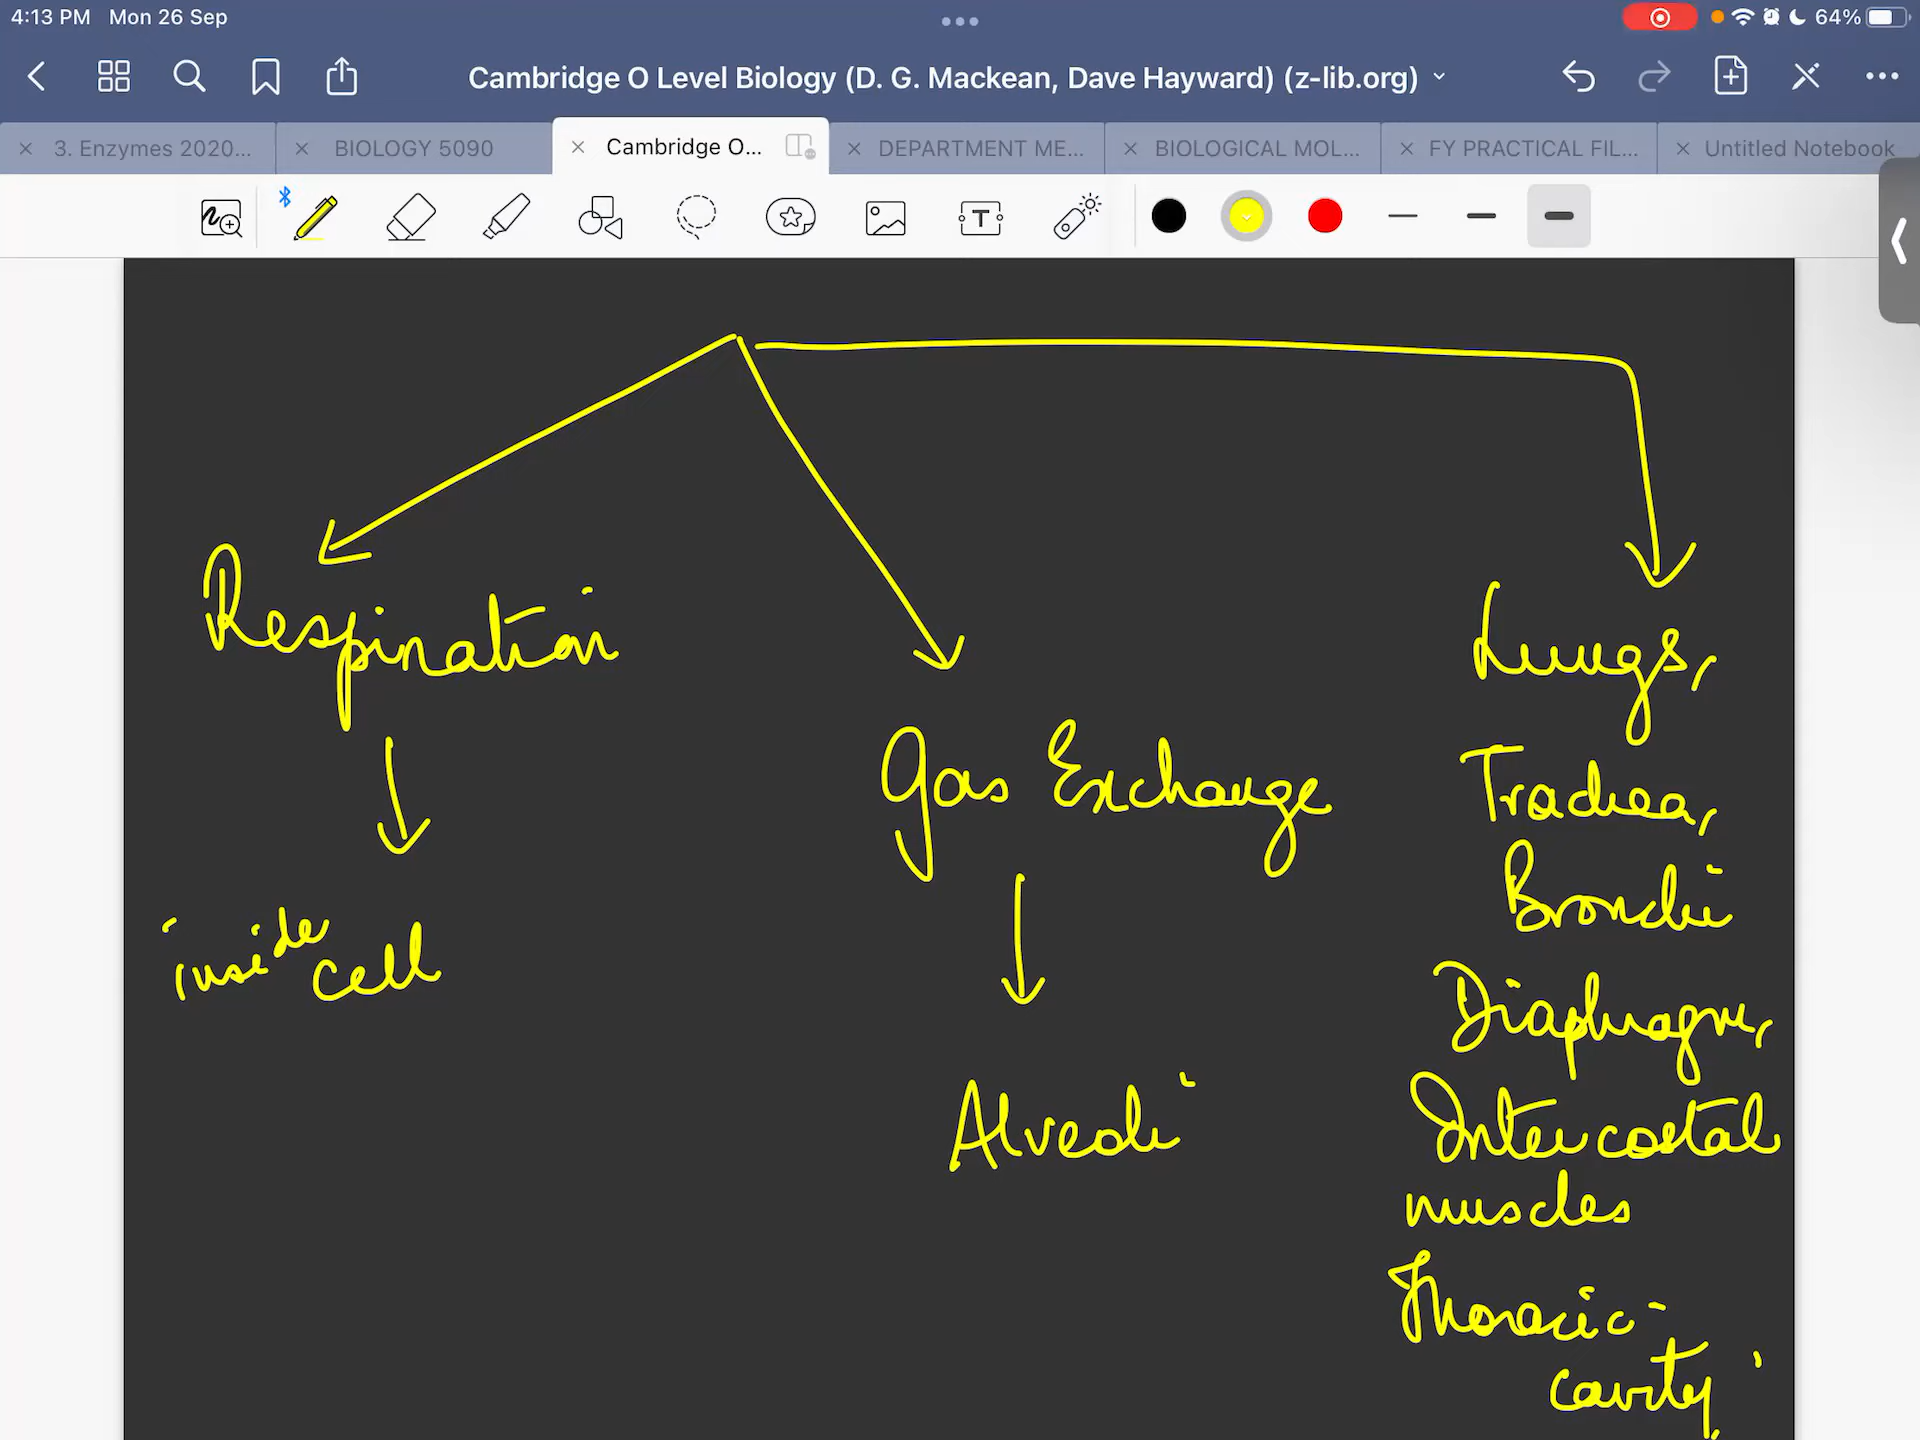 4:13 PM Mon 26 Sep
64%
Cambridge O Level Biology (D. G. Mackean, Dave Hayward) (z-lib.org)
3. Enzymes 2020...
BIOLOGY 5090
Cambridge O...
DEPARTMENT ME...
BIOLOGICAL MOL...
FY PRACTICAL FIL...
Untitled Notebook
Respiration
inside cell
Gas Exchange
Alveoli
Lungs,
Trachea,
Bronchi
Diaphragm,
Intercostal
muscles
Thoracic-
cavity